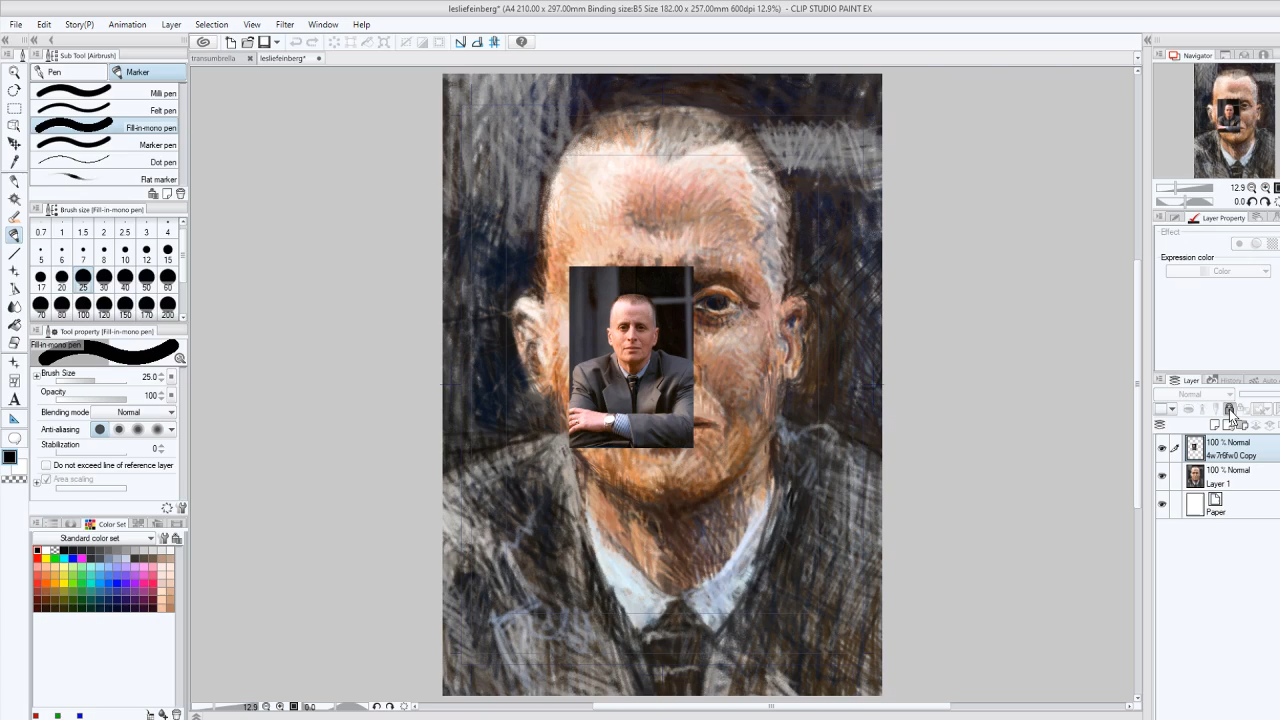 lesliefeinberg* (A4 210.00 x 297.00mm Binding size:B5 Size 182.00 x 257.00mm 600dpi 12.9%) - CLIP STUDIO PAINT EX
File Edit Story(P) Animation Layer Selection View Filter Window Help
Sub Tool (Airbrush)
transumbrella lesliefeinberg*
Navigator
Pen Marker
Milli pen
Felt pen
Fill-in-mono pen
Marker pen
Dot pen
Flat marker
12.9
0.0
Brush size [Fill-in-mono pen]
Layer Property
0.7 1 1.5 2 2.5 3 4
Effect
5 6 7 8 10 12 15
Expression color
Color
17 20 25 30 40 50 60
70 80 100 120 150 170 200
Tool property [Fill-in-mono pen]
Fill-in-mono pen
Brush Size 25.0
Layer History Auto
Opacity 100
Normal
Blending mode Normal
Anti-aliasing
Stabilization 0
100 % Normal
4w7r6fw0 Copy
Do not exceed line of reference layer
100 % Normal
Layer 1
Area scaling
Paper
Color Set
Standard color set
12.9 0.0